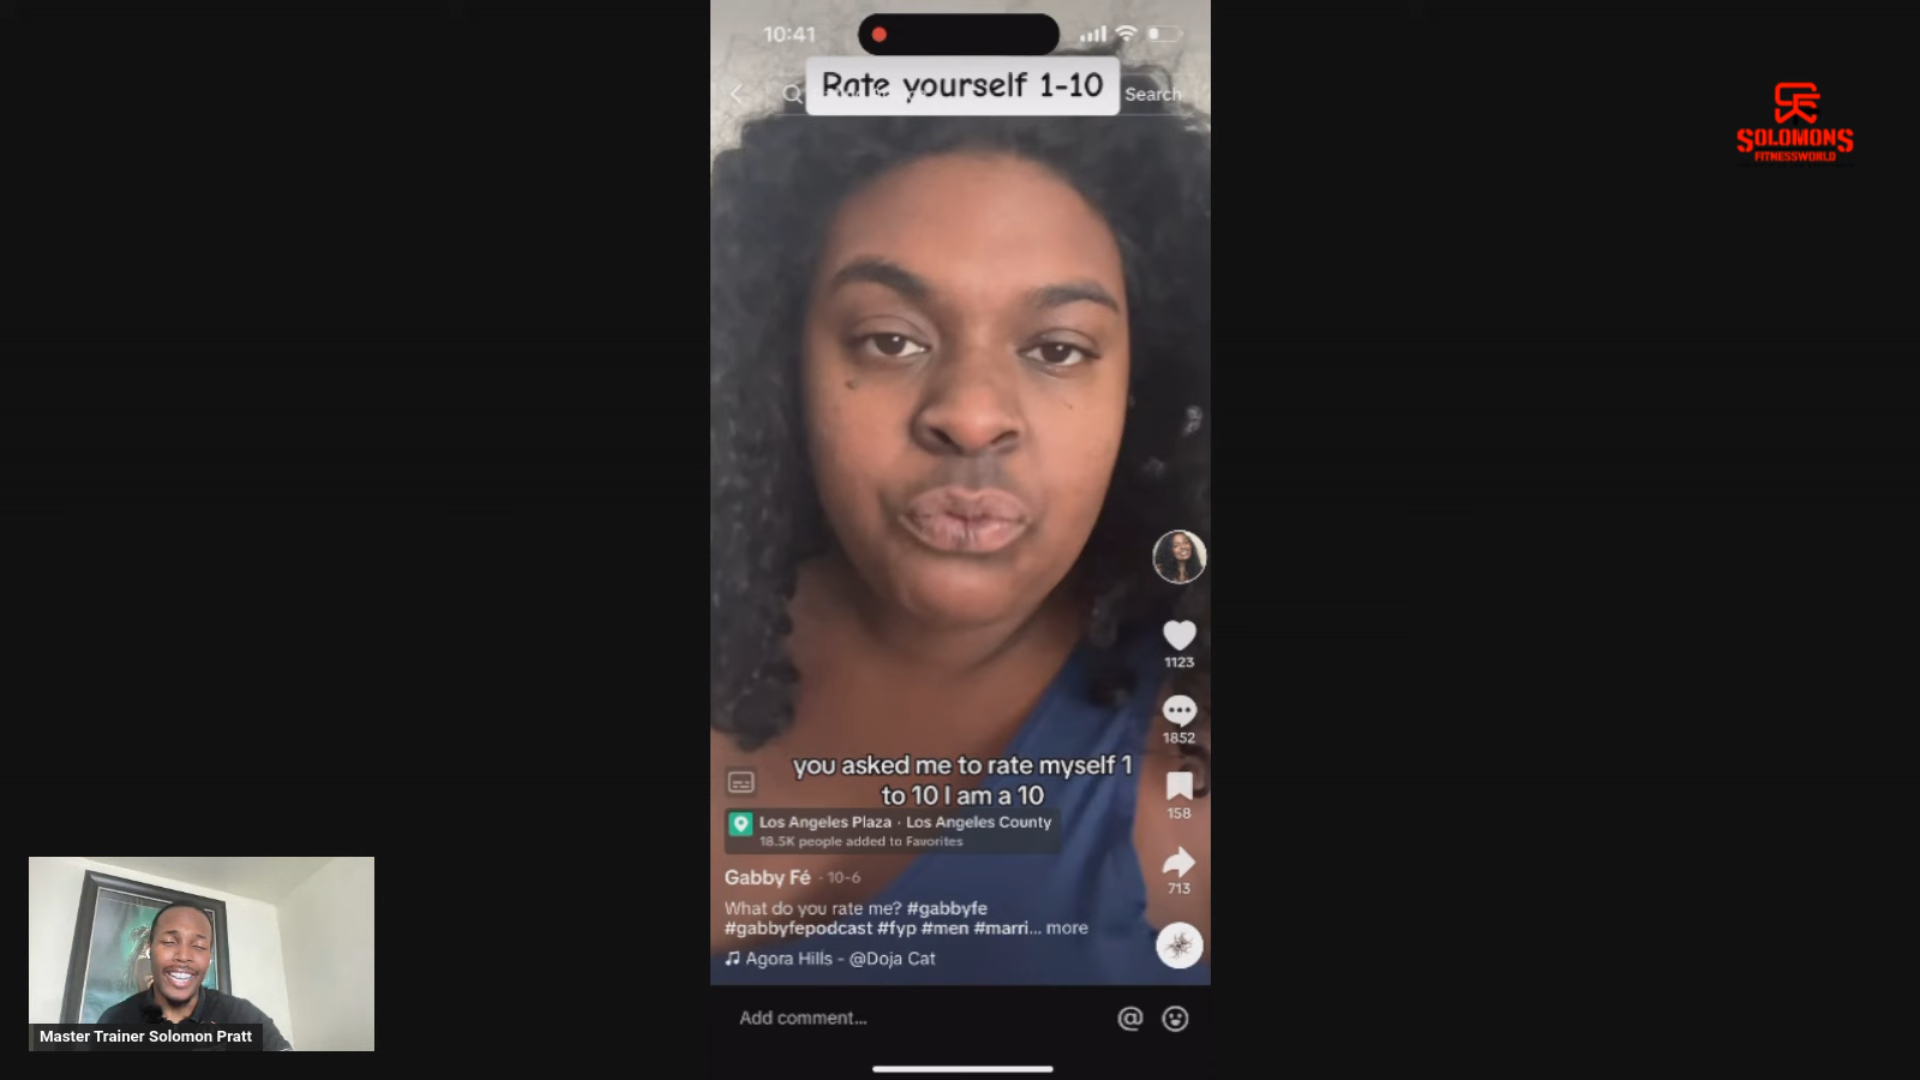 10:41
Rate yourself 1-10
Search
SOLOMONS
FITNESSWORLD
1123
1852
158
713
you asked me to rate myself 1
to 10 I am a 10
Los Angeles Plaza · Los Angeles County
18.5K people added to Favorites
Gabby Fé · 10-6
What do you rate me? #gabbyfe
#gabbyfepodcast #fyp #men #marri... more
Agora Hills - @Doja Cat
Add comment...
Master Trainer Solomon Pratt